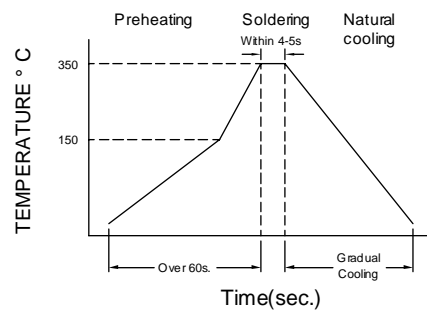 Preheating
Soldering
Natural
cooling
Within 4-5s
350
150
TEMPERATURE ° C
Over 60s.
Gradual
Cooling
Time(sec.)